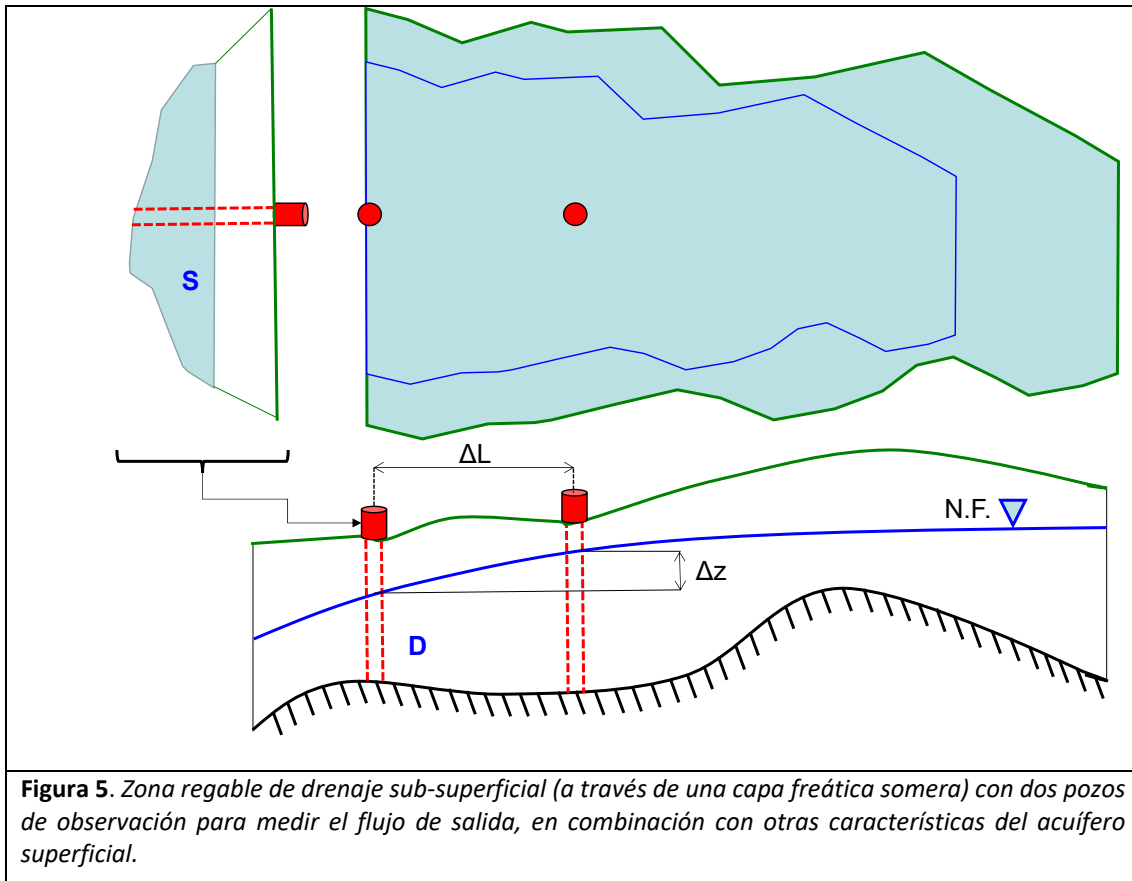 S
ΔL
N.F.
Δz
D
Figura 5. Zona regable de drenaje sub-superficial (a través de una capa freática somera) con dos pozos
de observación para medir el flujo de salida, en combinación con otras características del acuífero
superficial.